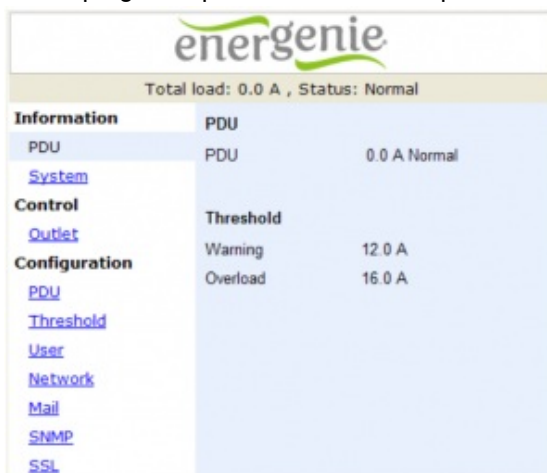 energenie
Total load: 0.0 A , Status: Normal
Information
PDU
System
Control
Outlet
Configuration
PDU
Threshold
User
Network
Mail
SNMP
SSL
PDU
PDU 0.0 A Normal
Threshold
Warning 12.0 A
Overload 16.0 A